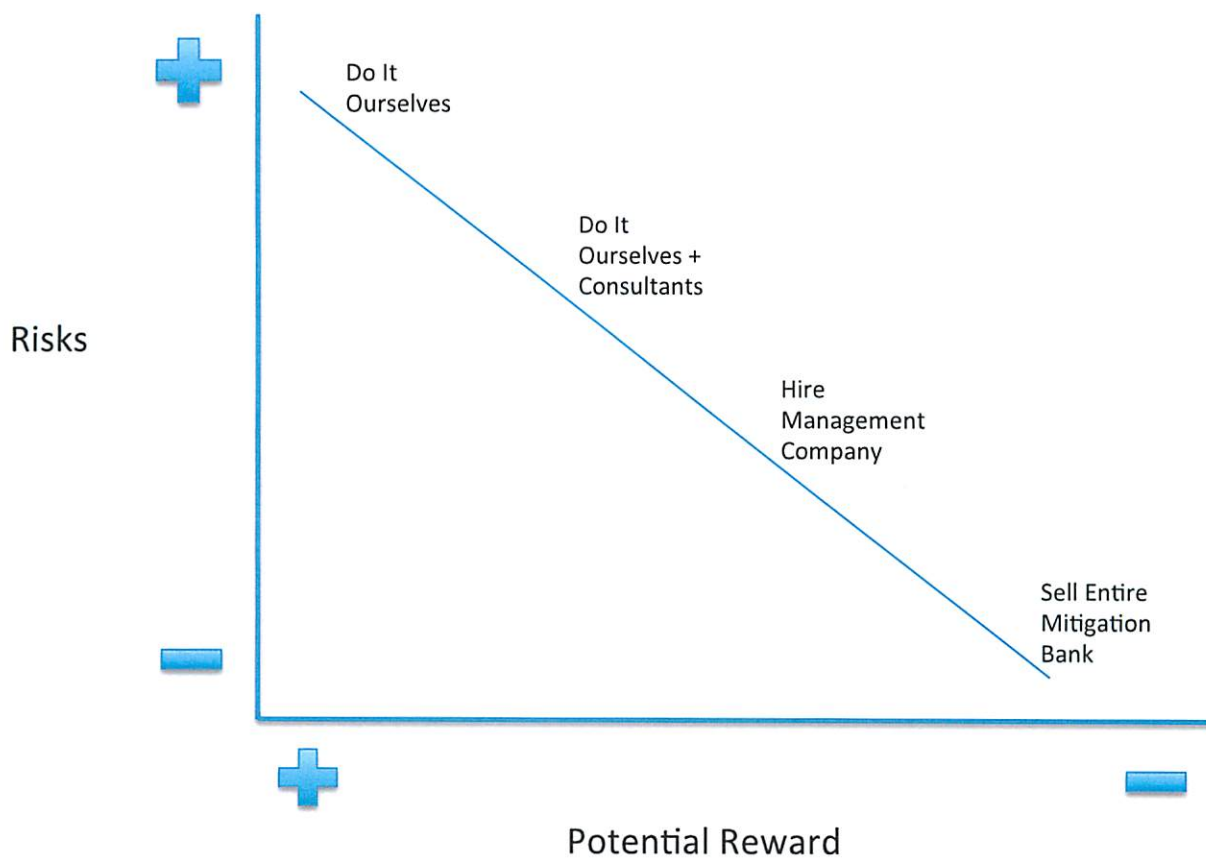 Do It
Ourselves
Do It
Ourselves +
Consultants
Risks
Hire
Management
Company
Sell Entire
Mitigation
Bank
Potential Reward